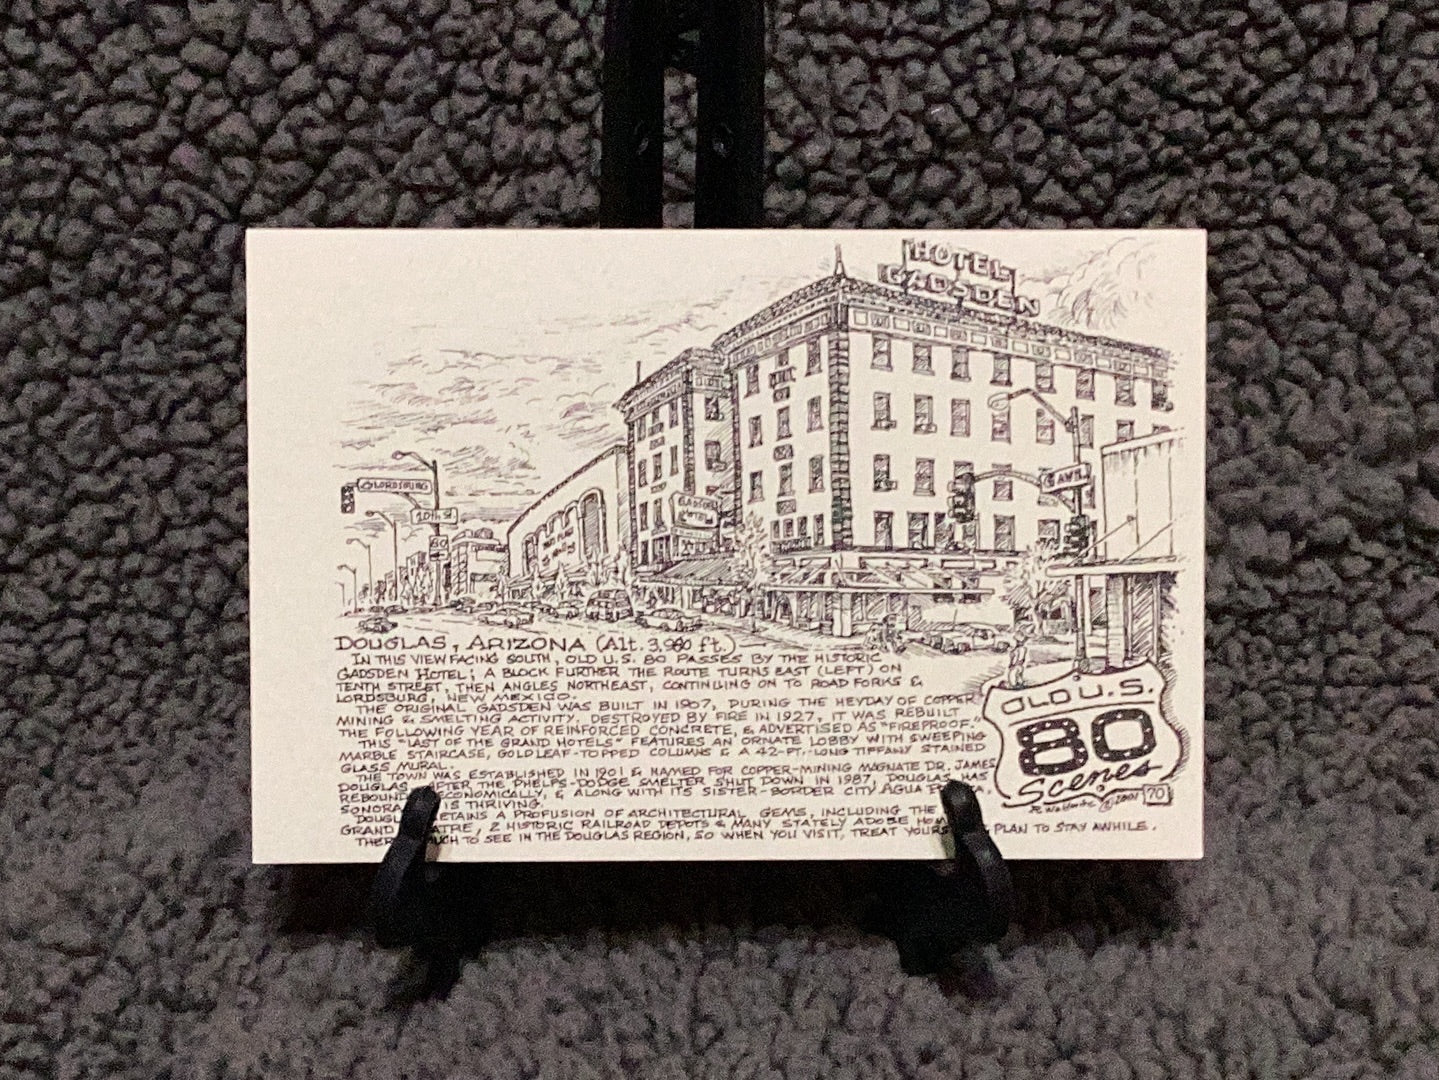 HOTEL
GADSDEN
LORDSBURG
10TH ST
80
GADSDEN
HOTEL
G AVE
DOUGLAS, ARIZONA (Alt. 3,980 ft.)
IN THIS VIEW FACING SOUTH, OLD U.S. 80 PASSES BY THE HISTORIC
GADSDEN HOTEL; A BLOCK FURTHER THE ROUTE TURNS EAST (LEFT) ON
TENTH STREET, THEN ANGLES NORTHEAST, CONTINUING ON TO ROAD FORKS &
LORDSBURG, NEW MEXICO.
THE ORIGINAL GADSDEN WAS BUILT IN 1907, DURING THE HEYDAY OF COPPER
MINING & SMELTING ACTIVITY. DESTROYED BY FIRE IN 1927, IT WAS REBUILT
THE FOLLOWING YEAR OF REINFORCED CONCRETE, & ADVERTISED AS "FIREPROOF."
THIS "LAST OF THE GRAND HOTELS" FEATURES AN ORNATE LOBBY WITH SWEEPING
MARBLE STAIRCASE, GOLD LEAF-TOPPED COLUMNS & A 42-FT.-LONG TIFFANY STAINED
GLASS MURAL.
THE TOWN WAS ESTABLISHED IN 1901 & NAMED FOR COPPER-MINING MAGNATE DR. JAMES
DOUGLAS. AFTER THE PHELPS-DODGE SMELTER SHUT DOWN IN 1987, DOUGLAS HAS
REBOUND ECONOMICALLY, & ALONG WITH ITS SISTER-BORDER CITY AGUA P A,
SONORA IS THRIVING.
DOUGL RETAINS A PROFUSION OF ARCHITECTURAL GEMS, INCLUDING THE
GRAND ATRE, 2 HISTORIC RAILROAD DEPOTS & MANY STATELY ADOBE HOM
THER UCH TO SEE IN THE DOUGLAS REGION, SO WHEN YOU VISIT, TREAT YOURS PLAN TO STAY AWHILE.
OLD U.S.
80
Scenes
© 2001
70